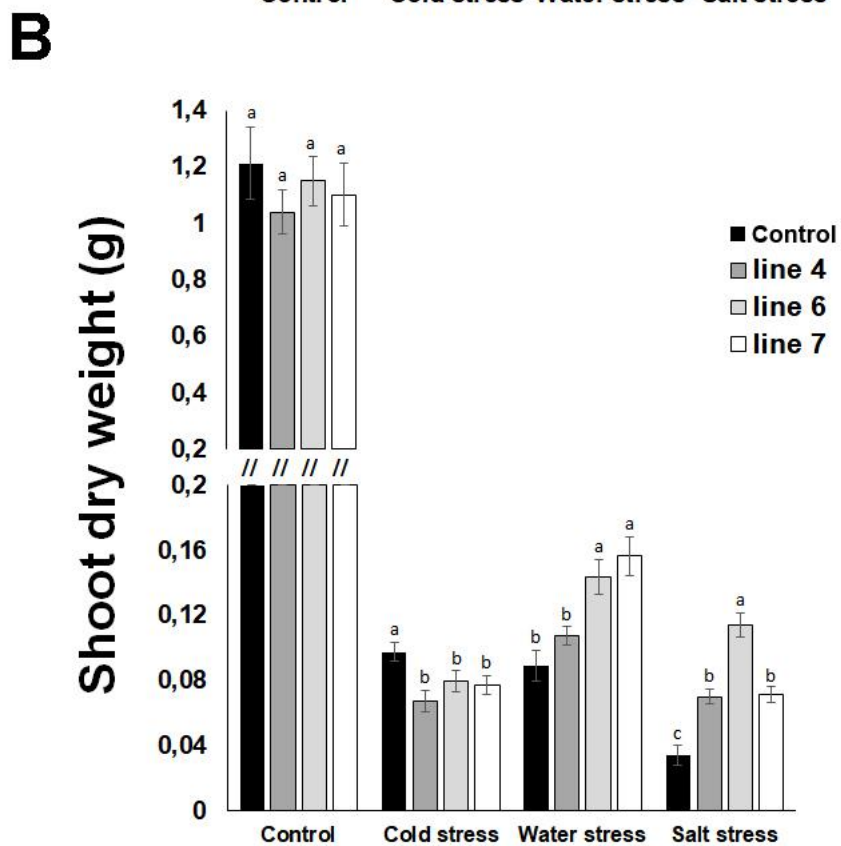 Control Cold stress Water stress Salt stress
B
Shoot dry weight (g)
1,4
1,2
1
0,8
0,6
0,4
0,2
// // // //
0,2
0,16
0,12
0,08
0,04
0
a a a a
a b b b
b b a a
c b a b
Control
line 4
line 6
line 7
Control Cold stress Water stress Salt stress